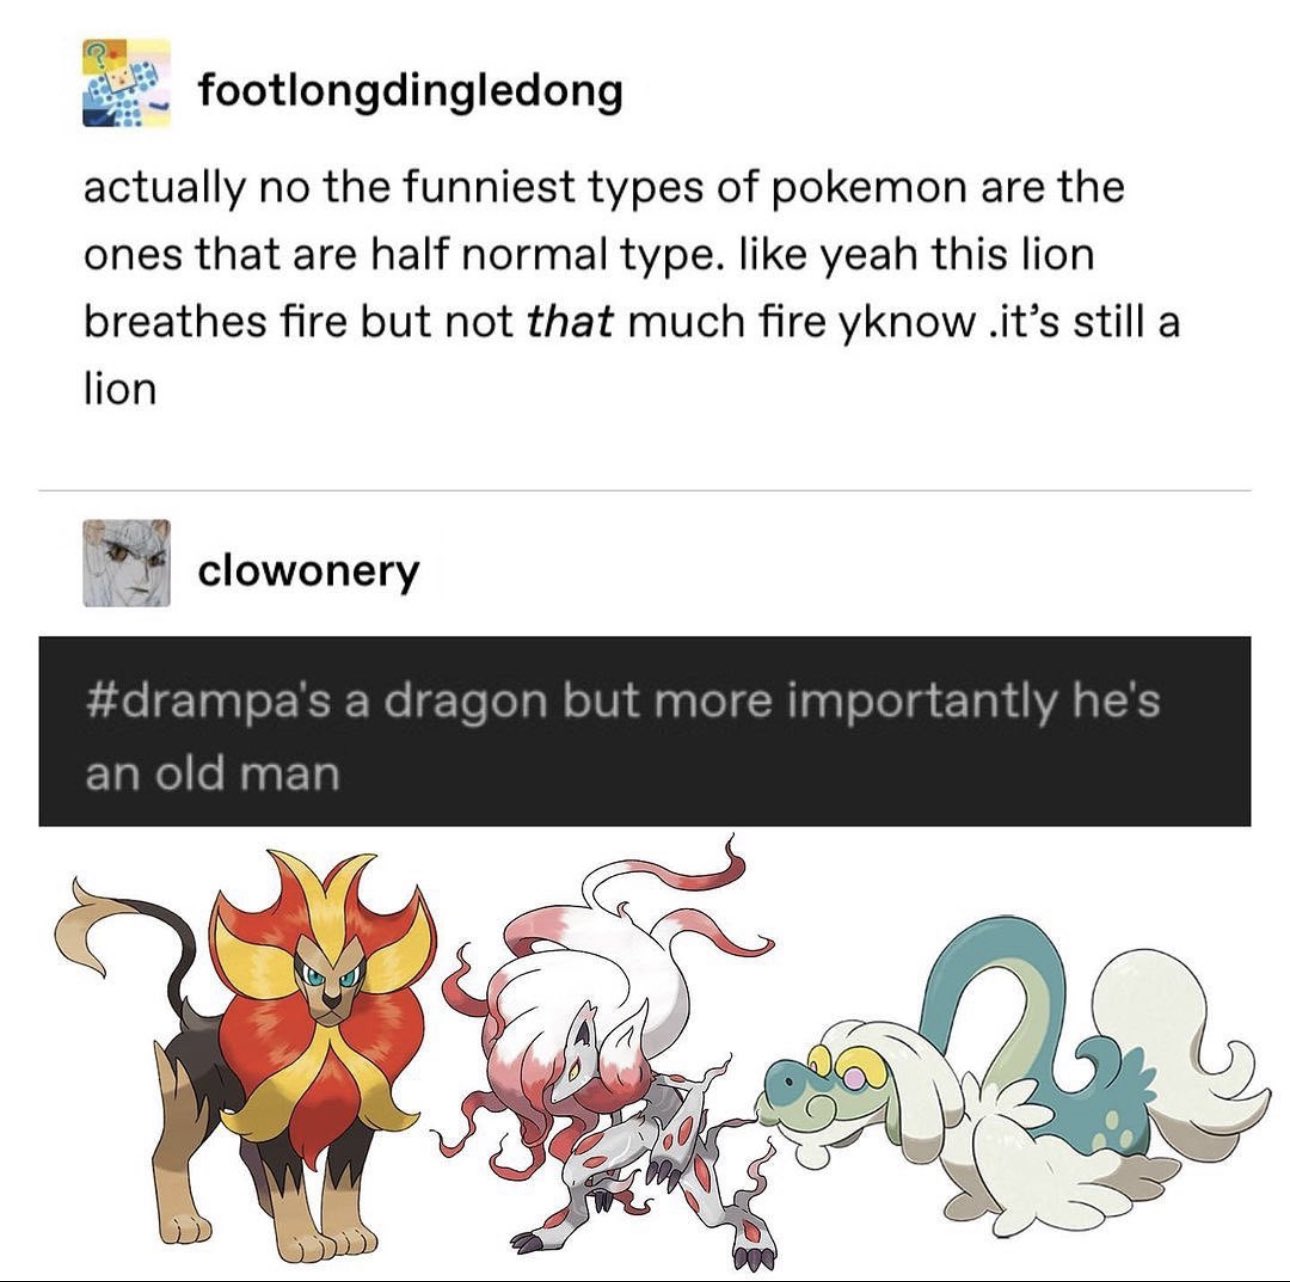 footlongdingledong
actually no the funniest types of pokemon are the
ones that are half normal type. like yeah this lion
breathes fire but not that much fire yknow .it's still a
lion
clowonery
#drampa's a dragon but more importantly he's
an old man